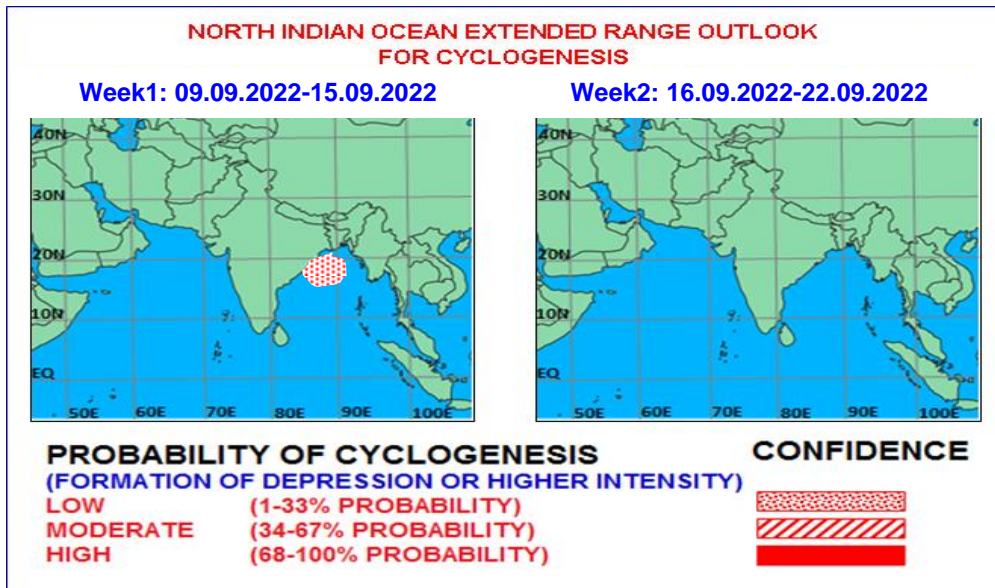 NORTH INDIAN OCEAN EXTENDED RANGE OUTLOOK
FOR CYCLOGENESIS
Week1: 09.09.2022-15.09.2022
40N
30N
20N
10N
EQ
50E 60E 70E 80E 90E 100E
Week2: 16.09.2022-22.09.2022
40N
30N
20N
10N
EQ
50E 60E 70E 80E 90E 100E
PROBABILITY OF CYCLOGENESIS
(FORMATION OF DEPRESSION OR HIGHER INTENSITY)
LOW (1-33% PROBABILITY)
MODERATE (34-67% PROBABILITY)
HIGH (68-100% PROBABILITY)
CONFIDENCE